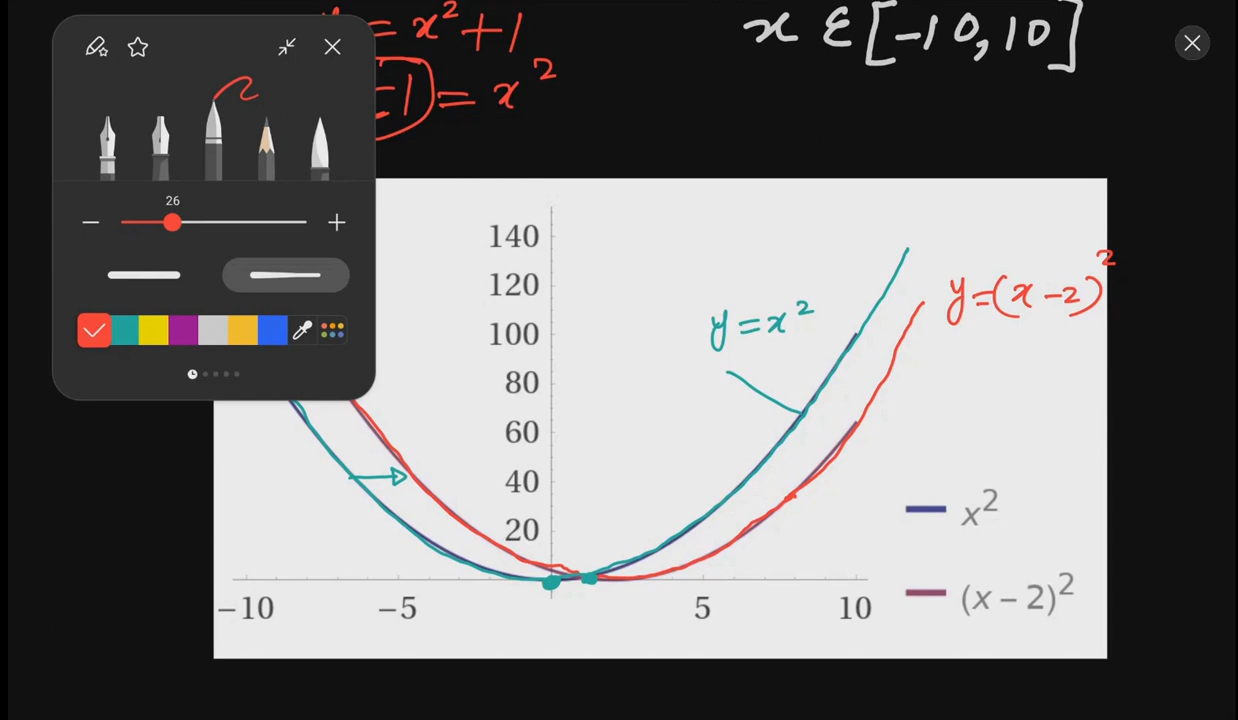 = x² + 1
x ∈ [-10, 10]
-1 = x²
26
140
120
100
80
60
40
20
-10
-5
5
10
y = x²
y = (x - 2)²
x²
(x – 2)²